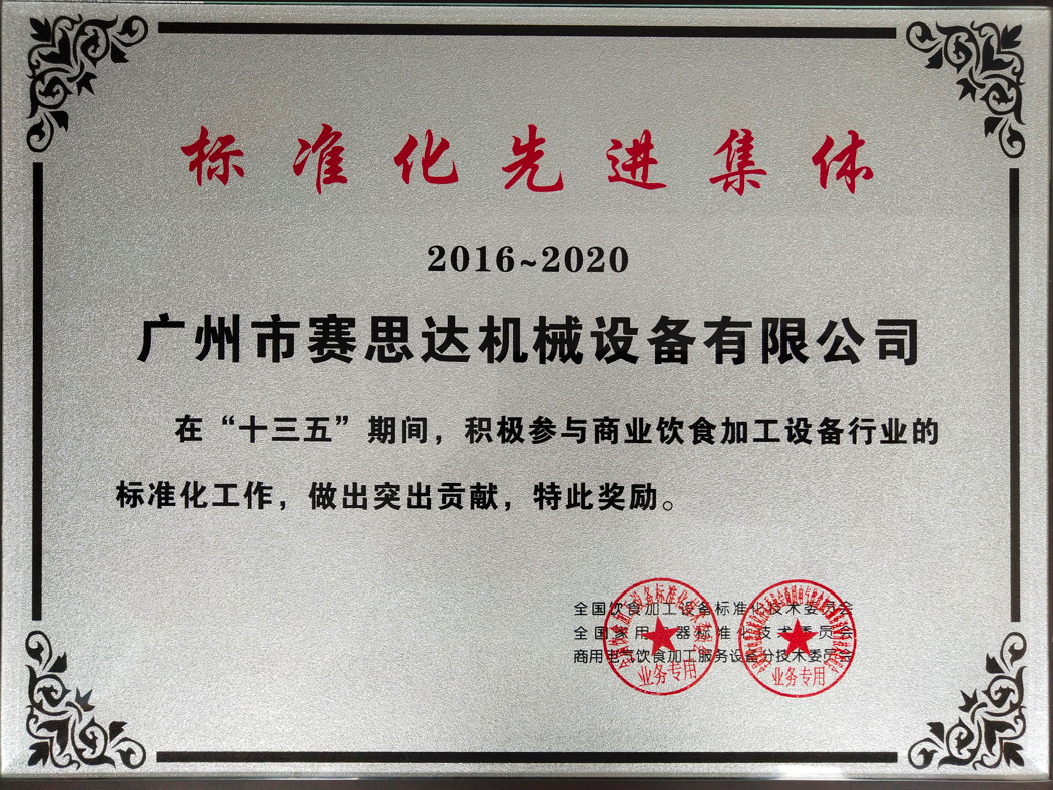 标准化先进集体
2016~2020
广州市赛思达机械设备有限公司
在“十三五”期间，积极参与商业饮食加工设备行业的
标准化工作，做出突出贡献，特此奖励。
全国饮食加工设备标准化技术委员会
全国家用电器标准化技术委员会
商用电气饮食加工服务设备分技术委员会
业务专用
业务专用